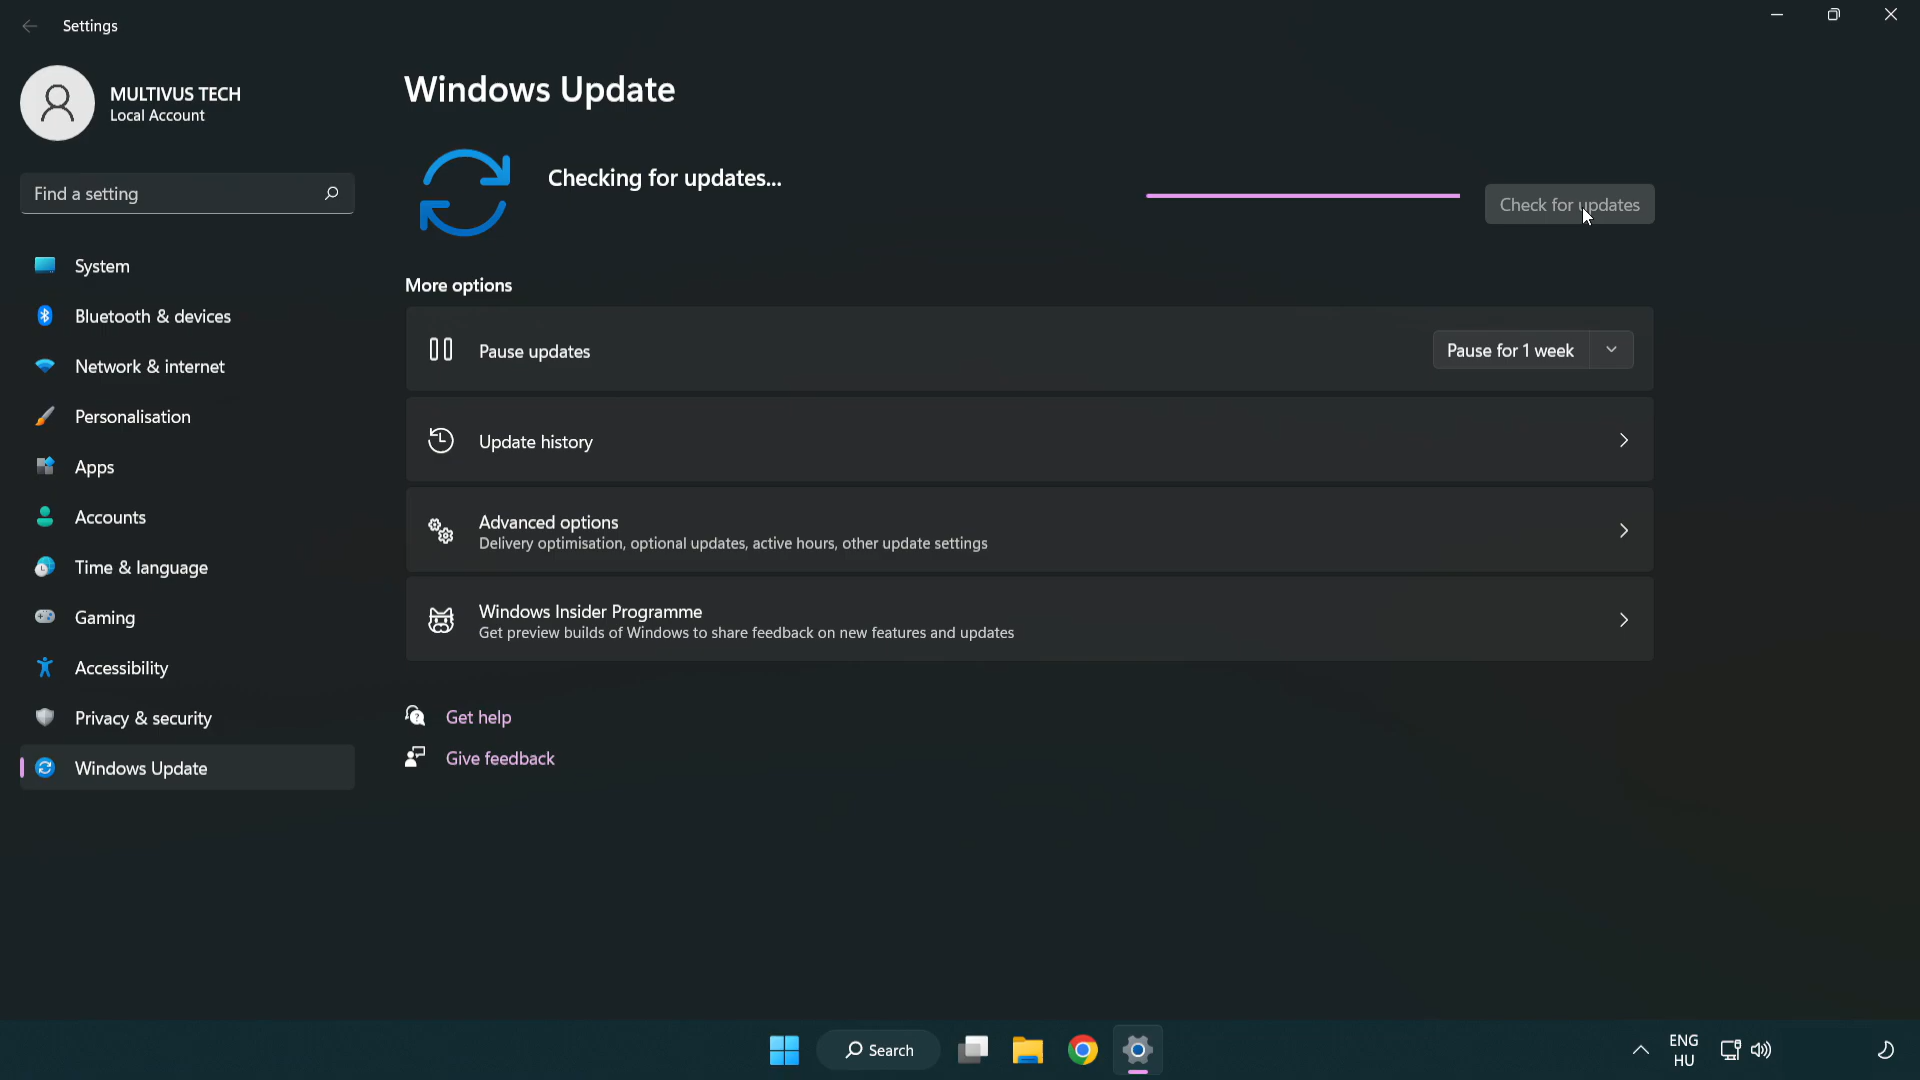 Settings
MULTIVUS TECH
Local Account
Find a setting
System
Bluetooth & devices
Network & internet
Personalisation
Apps
Accounts
Time & language
Gaming
Accessibility
Privacy & security
Windows Update
Windows Update
Checking for updates...
Check for updates
More options
Pause updates
Pause for 1 week
Update history
Advanced options
Delivery optimisation, optional updates, active hours, other update settings
Windows Insider Programme
Get preview builds of Windows to share feedback on new features and updates
Get help
Give feedback
Search
ENG
HU